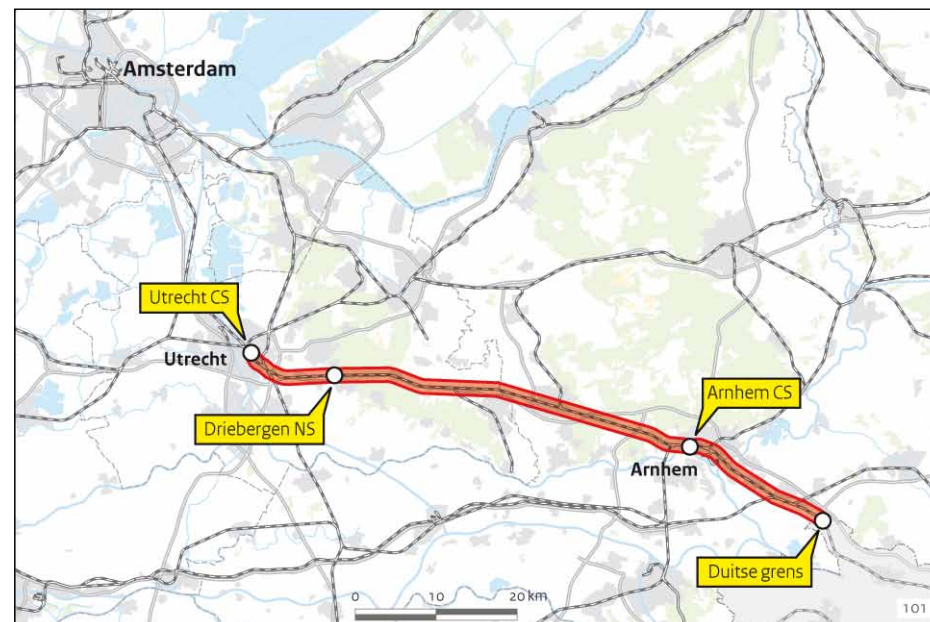 Amsterdam
Utrecht CS
Utrecht
Driebergen NS
Arnhem CS
Arnhem
Duitse grens
0 10 20 km
101